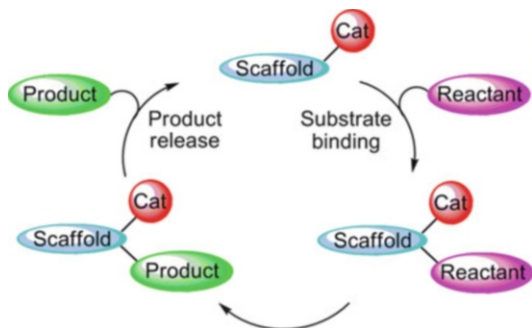 Cat
Scaffold
Product
Product
release
Substrate
binding
Reactant
Cat
Scaffold
Product
Cat
Scaffold
Reactant